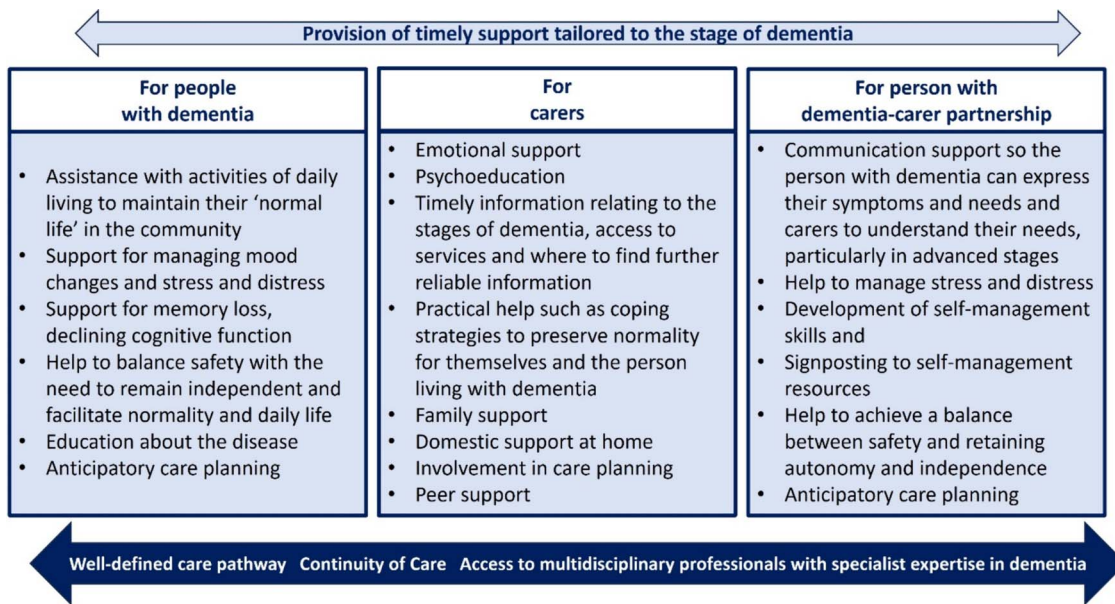 Provision of timely support tailored to the stage of dementia
For people
with dementia
• Assistance with activities of daily
living to maintain their ‘normal
life’ in the community
• Support for managing mood
changes and stress and distress
• Support for memory loss,
declining cognitive function
• Help to balance safety with the
need to remain independent and
facilitate normality and daily life
• Education about the disease
• Anticipatory care planning
For
carers
• Emotional support
• Psychoeducation
• Timely information relating to the
stages of dementia, access to
services and where to find further
reliable information
• Practical help such as coping
strategies to preserve normality
for themselves and the person
living with dementia
• Family support
• Domestic support at home
• Involvement in care planning
• Peer support
For person with
dementia-carer partnership
• Communication support so the
person with dementia can express
their symptoms and needs and
carers to understand their needs,
particularly in advanced stages
• Help to manage stress and distress
• Development of self-management
skills and
• Signposting to self-management
resources
• Help to achieve a balance
between safety and retaining
autonomy and independence
• Anticipatory care planning
Well-defined care pathway Continuity of Care Access to multidisciplinary professionals with specialist expertise in dementia